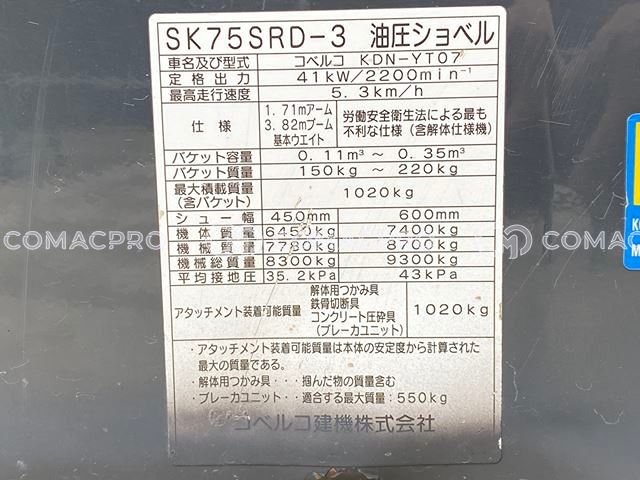 SK75SRD-3 油圧ショベル
車名及び型式 コベルコ KDN-YT07
定格出力 41kW/2200min⁻¹
最高走行速度 5.3km/h
仕様 1.71mアーム 3.82mブーム 基本ウエイト 労働安全衛生法による最も不利な仕様(含解体仕様機)
バケット容量 0.11m³ ~ 0.35m³
バケット質量 150kg ~ 220kg
最大積載質量(含バケット) 1020kg
シュー幅 450mm 600mm
機体質量 6450kg 7400kg
COMACPRO
機械質量 7780kg 8700kg
機械総質量 8300kg 9300kg
平均接地圧 35.2kPa 43kPa
アタッチメント装着可能質量 解体用つかみ具 鉄骨切断具 コンクリート圧砕具 (ブレーカユニット) 1020kg
・アタッチメント装着可能質量は本体の安定度から計算された
最大の質量である。
・解体用つかみ具・・・掴んだ物の質量含む
・ブレーカユニット・・適合する最大質量:550kg
コベルコ建機株式会社